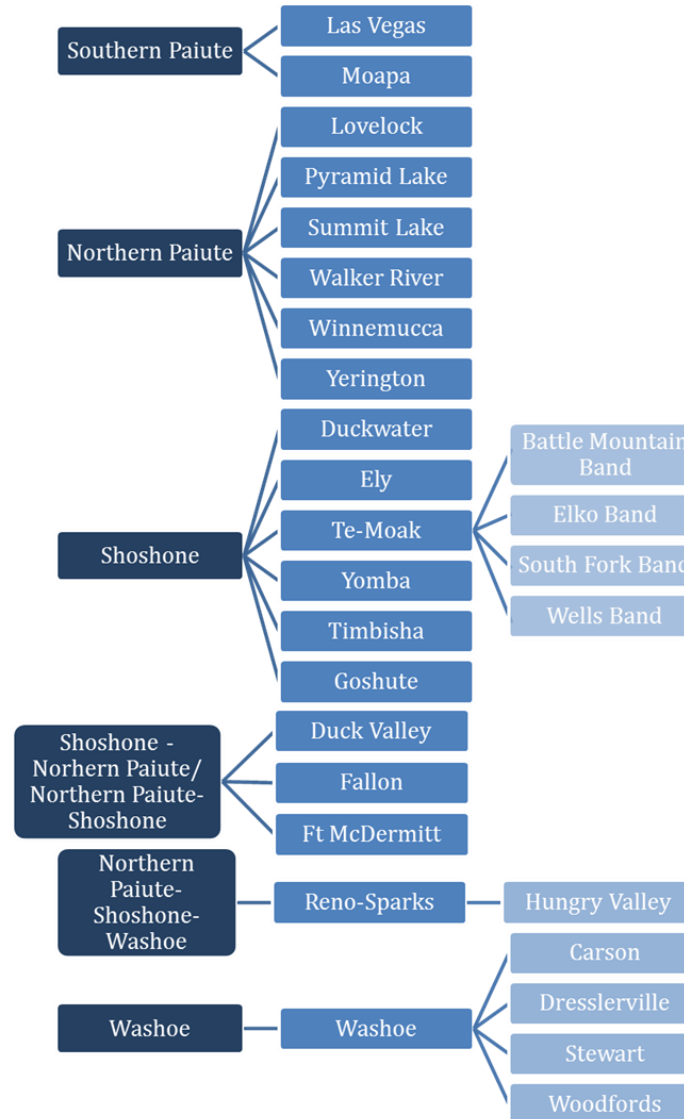 Southern Paiute
Las Vegas
Moapa
Northern Paiute
Lovelock
Pyramid Lake
Summit Lake
Walker River
Winnemucca
Yerington
Shoshone
Duckwater
Ely
Te-Moak
Battle Mountain
Band
Elko Band
South Fork Band
Wells Band
Yomba
Timbisha
Goshute
Shoshone -
Norhern Paiute/
Northern Paiute-
Shoshone
Duck Valley
Fallon
Ft McDermitt
Northern
Paiute-
Shoshone-
Washoe
Reno-Sparks
Hungry Valley
Washoe
Washoe
Carson
Dresslerville
Stewart
Woodfords